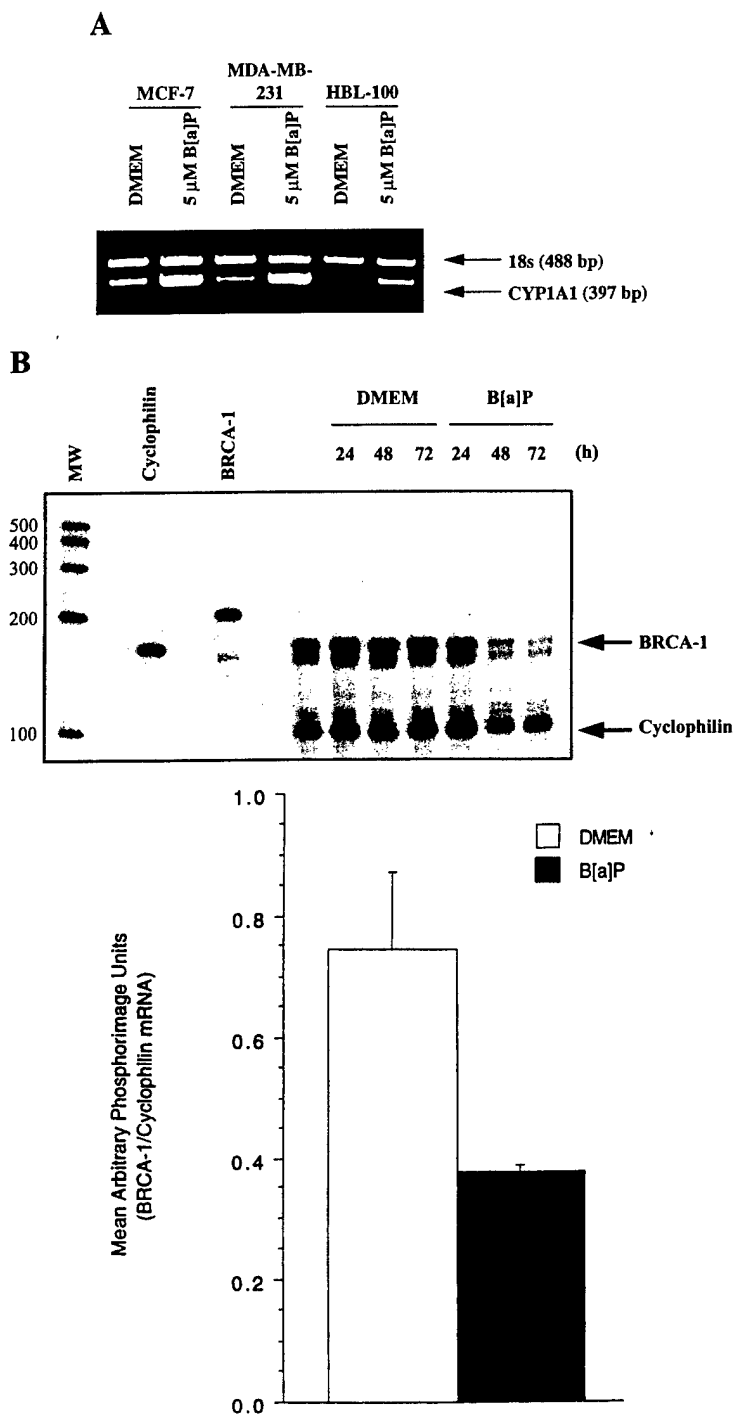 A
MDA-MB-
MCF-7 231 HBL-100
DMEM
5 µM B[a]P
DMEM
5 µM B[a]P
DMEM
5 µM B[a]P
18s (488 bp)
CYP1A1 (397 bp)
B
MW
Cyclophilin
BRCA-1
DMEM B[a]P
24 48 72 24 48 72 (h)
500
400
300
200
100
BRCA-1
Cyclophilin
Mean Arbitrary Phosphorimage Units
(BRCA-1/Cyclophilin mRNA)
1.0
0.8
0.6
0.4
0.2
0.0
DMEM
B[a]P